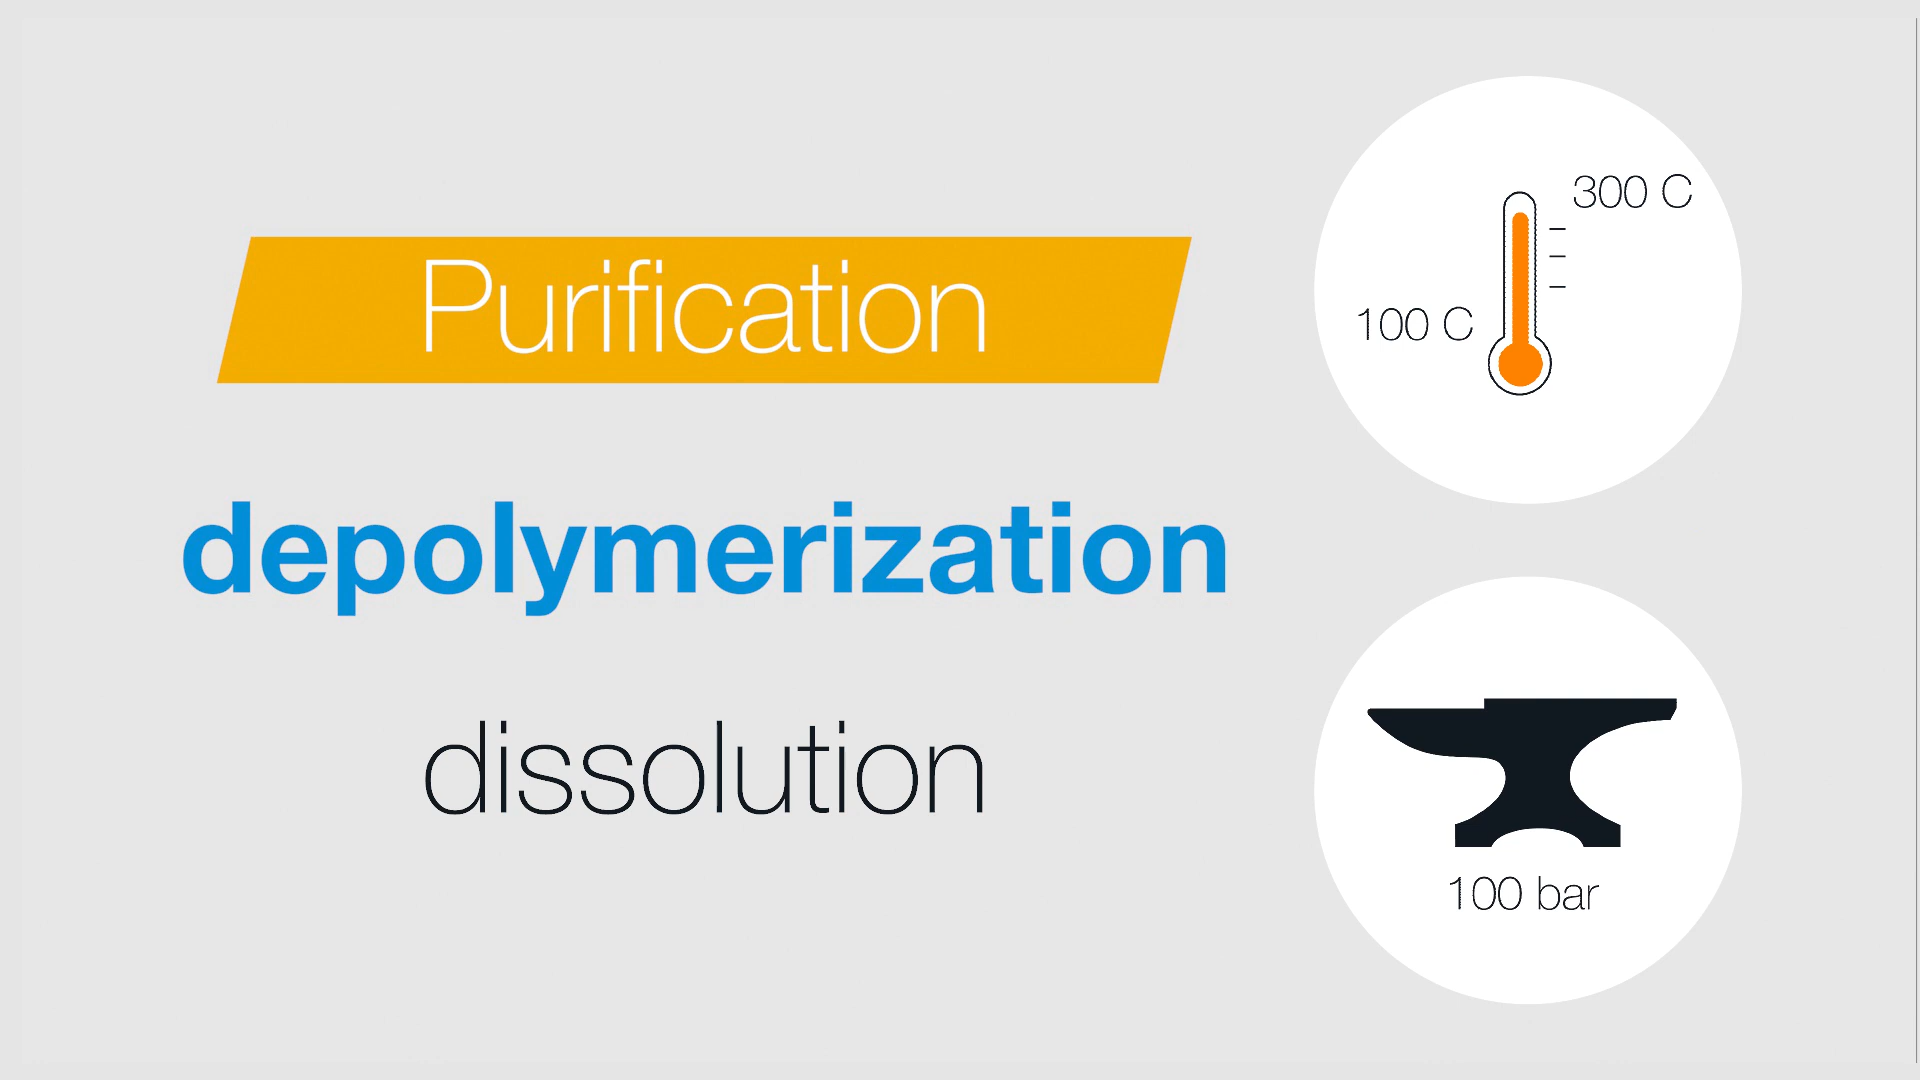 Purification
depolymerization
dissolution
300 C
100 C
100 bar